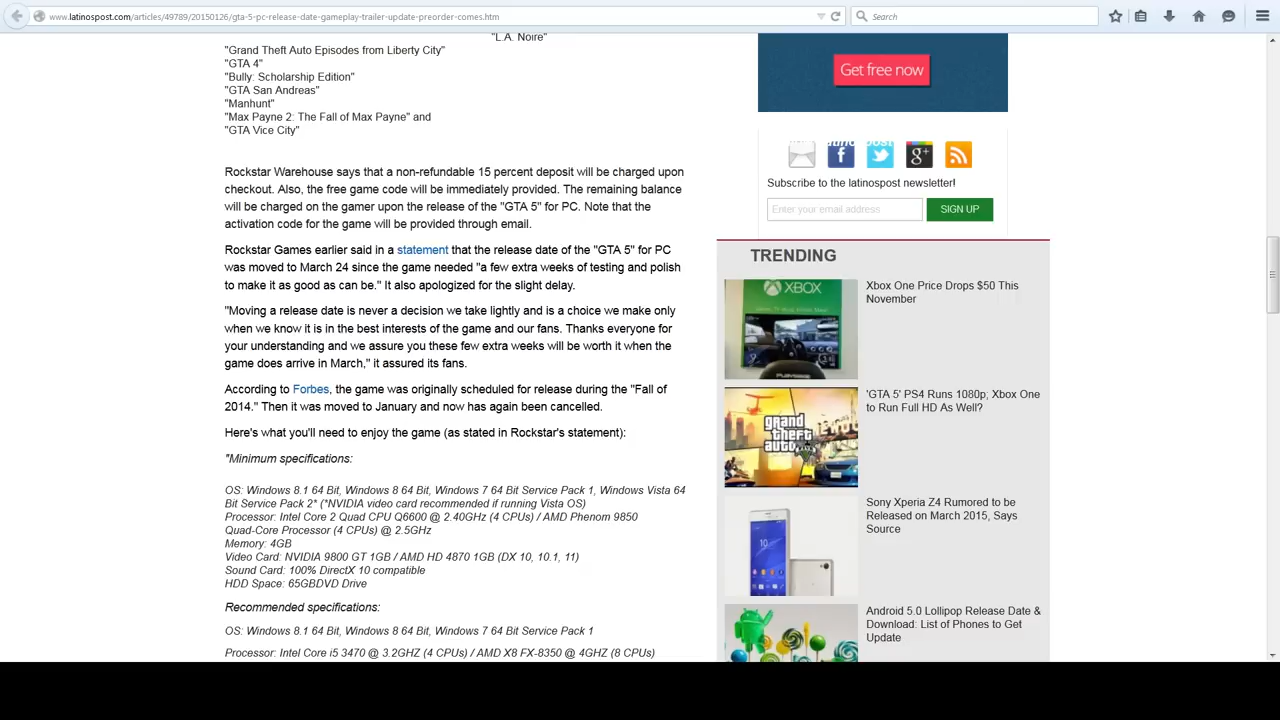 www.latinospost.com/articles/49789/20150126/gta-5-pc-release-date-gameplay-trailer-update-preorder-comes.htm
Search
"L.A. Noire"
"Grand Theft Auto Episodes from Liberty City"
"GTA 4"
"Bully: Scholarship Edition"
"GTA San Andreas"
"Manhunt"
"Max Payne 2: The Fall of Max Payne" and
"GTA Vice City"
Rockstar Warehouse says that a non-refundable 15 percent deposit will be charged upon
checkout. Also, the free game code will be immediately provided. The remaining balance
will be charged on the gamer upon the release of the "GTA 5" for PC. Note that the
activation code for the game will be provided through email.
Rockstar Games earlier said in a statement that the release date of the "GTA 5" for PC
was moved to March 24 since the game needed "a few extra weeks of testing and polish
to make it as good as can be." It also apologized for the slight delay.
"Moving a release date is never a decision we take lightly and is a choice we make only
when we know it is in the best interests of the game and our fans. Thanks everyone for
your understanding and we assure you these few extra weeks will be worth it when the
game does arrive in March," it assured its fans.
According to Forbes, the game was originally scheduled for release during the "Fall of
2014." Then it was moved to January and now has again been cancelled.
Here's what you'll need to enjoy the game (as stated in Rockstar's statement):
"Minimum specifications:
OS: Windows 8.1 64 Bit, Windows 8 64 Bit, Windows 7 64 Bit Service Pack 1, Windows Vista 64
Bit Service Pack 2* (*NVIDIA video card recommended if running Vista OS)
Processor: Intel Core 2 Quad CPU Q6600 @ 2.40GHz (4 CPUs) / AMD Phenom 9850
Quad-Core Processor (4 CPUs) @ 2.5GHz
Memory: 4GB
Video Card: NVIDIA 9800 GT 1GB / AMD HD 4870 1GB (DX 10, 10.1, 11)
Sound Card: 100% DirectX 10 compatible
HDD Space: 65GBDVD Drive
Recommended specifications:
OS: Windows 8.1 64 Bit, Windows 8 64 Bit, Windows 7 64 Bit Service Pack 1
Processor: Intel Core i5 3470 @ 3.2GHZ (4 CPUs) / AMD X8 FX-8350 @ 4GHZ (8 CPUs)
Get free now
Subscribe to the latinospost newsletter!
Enter your email address
SIGN UP
TRENDING
XBOX
Xbox One Price Drops $50 This
November
grand
theft
auto
'GTA 5' PS4 Runs 1080p; Xbox One
to Run Full HD As Well?
Sony Xperia Z4 Rumored to be
Released on March 2015, Says
Source
Android 5.0 Lollipop Release Date &
Download: List of Phones to Get
Update